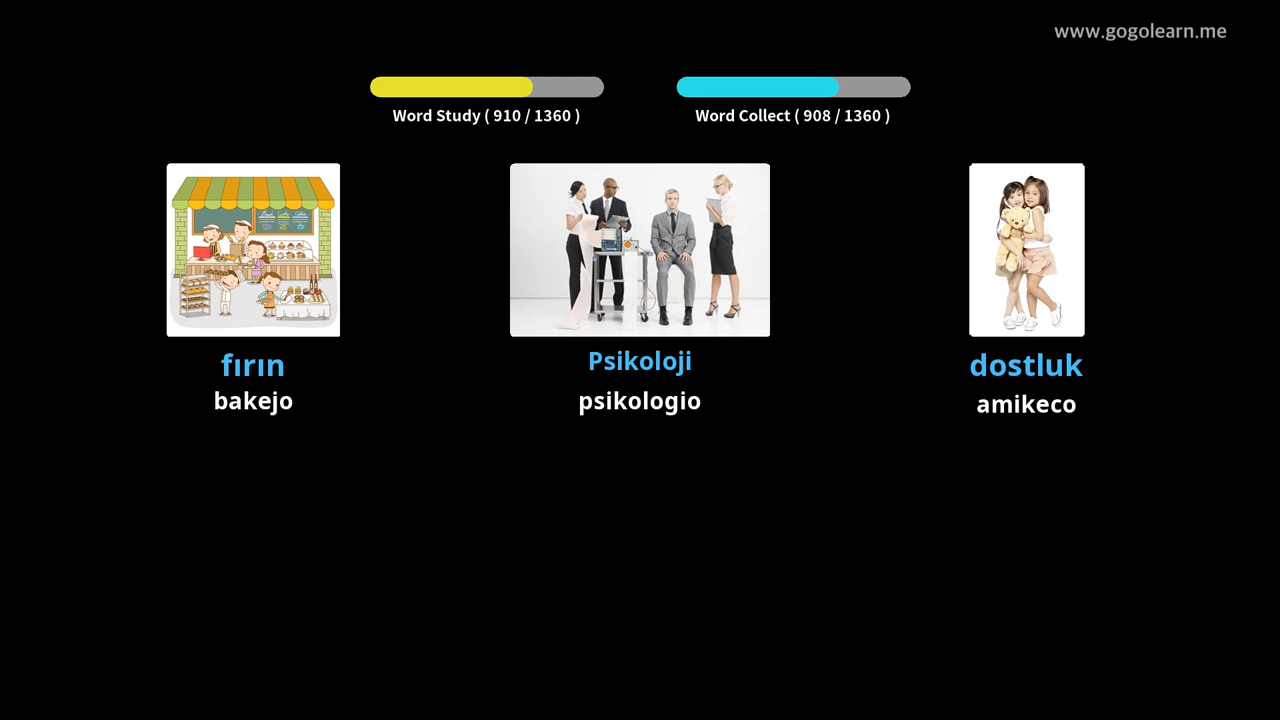 www.gogolearn.me
Word Study ( 910 / 1360 )
Word Collect ( 908 / 1360 )
fırın
bakejo
Psikoloji
psikologio
dostluk
amikeco